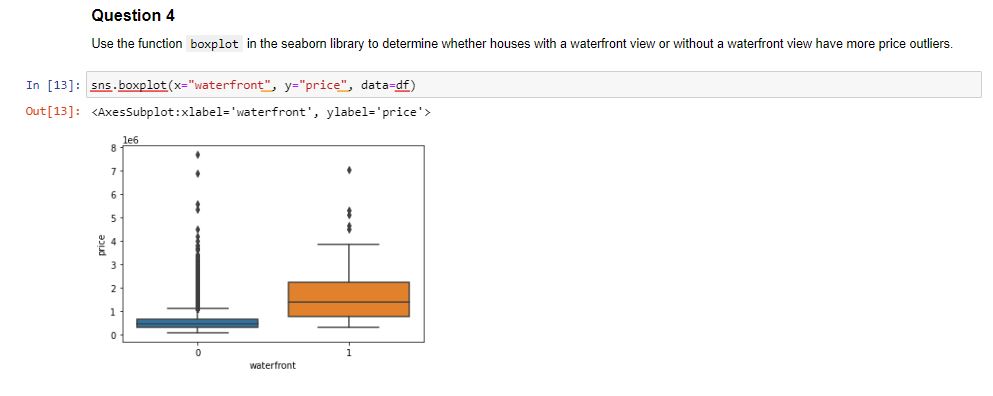 Question 4
Use the function boxplot in the seaborn library to determine whether houses with a waterfront view or without a waterfront view have more price outliers.
In [13]: sns.boxplot(x="waterfront", y="price", data=df)
Out[13]: <AxesSubplot:xlabel='waterfront', ylabel='price'>
1e6
8
7
6
5
4
3
2
1
0
price
0 1
waterfront